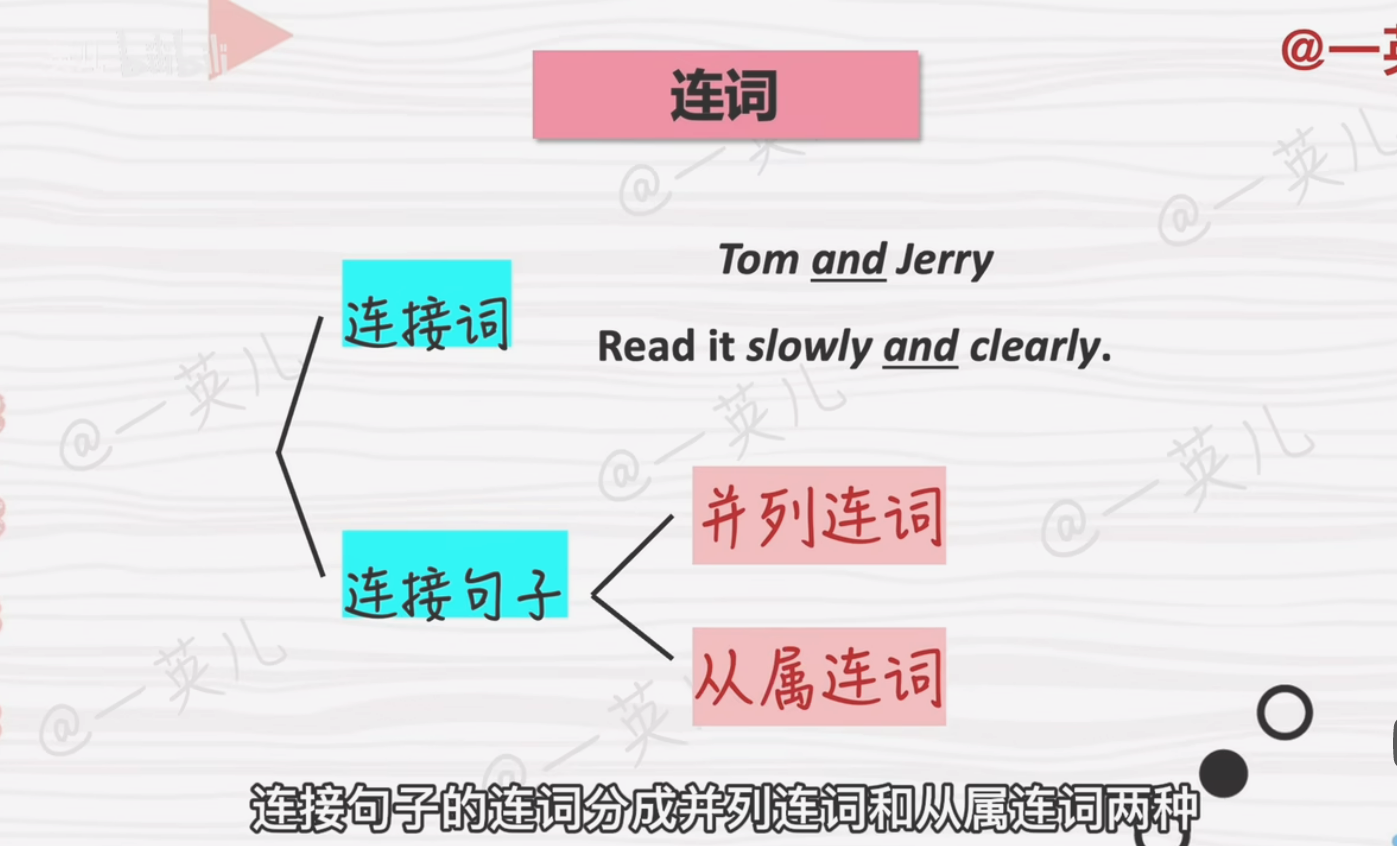 @一英
连词
@一英
@一英儿
Tom and Jerry
连接词
Read it slowly and clearly.
@一英儿
@一英儿
@一英儿
并列连词
连接句子
从属连词
@一英儿
@一英
连接句子的连词分成并列连词和从属连词两种